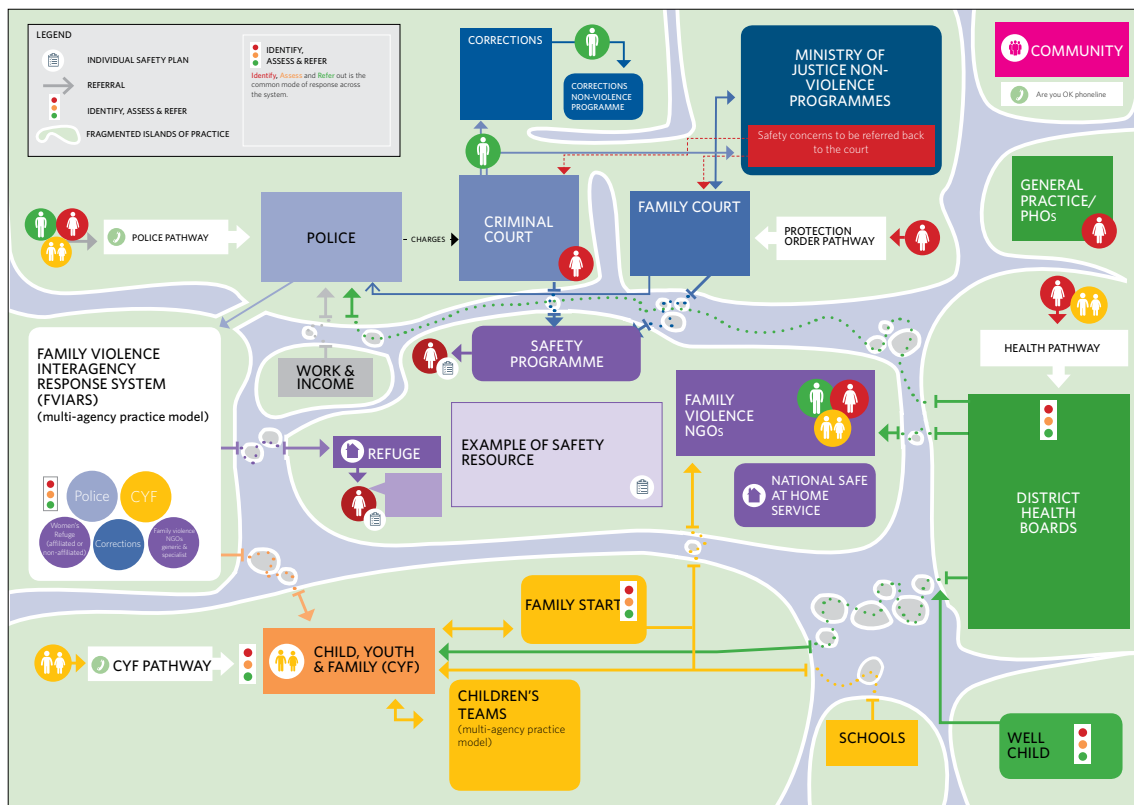 LEGEND
INDIVIDUAL SAFETY PLAN
REFERRAL
IDENTIFY, ASSESS & REFER
FRAGMENTED ISLANDS OF PRACTICE
IDENTIFY,
ASSESS & REFER
Identify, Assess and Refer out is the
common mode of response across
the system.
CORRECTIONS
CORRECTIONS
NON-VIOLENCE
PROGRAMME
MINISTRY OF
JUSTICE NON-
VIOLENCE
PROGRAMMES
Safety concerns to be referred back
to the court
COMMUNITY
Are you OK phoneline
GENERAL
PRACTICE/
PHOs
POLICE PATHWAY
POLICE
CHARGES
CRIMINAL
COURT
FAMILY COURT
PROTECTION
ORDER PATHWAY
HEALTH PATHWAY
FAMILY VIOLENCE
INTERAGENCY
RESPONSE SYSTEM
(FVIARS)
(multi-agency practice model)
Police
CYF
Women's
Refuge
(affiliated or
non-affiliated)
Corrections
Family violence
NGOs
generic &
specialist
WORK &
INCOME
SAFETY
PROGRAMME
REFUGE
EXAMPLE OF SAFETY
RESOURCE
FAMILY
VIOLENCE
NGOs
NATIONAL SAFE
AT HOME
SERVICE
DISTRICT
HEALTH
BOARDS
FAMILY START
CYF PATHWAY
CHILD, YOUTH
& FAMILY (CYF)
CHILDREN'S
TEAMS
(multi-agency practice
model)
SCHOOLS
WELL
CHILD